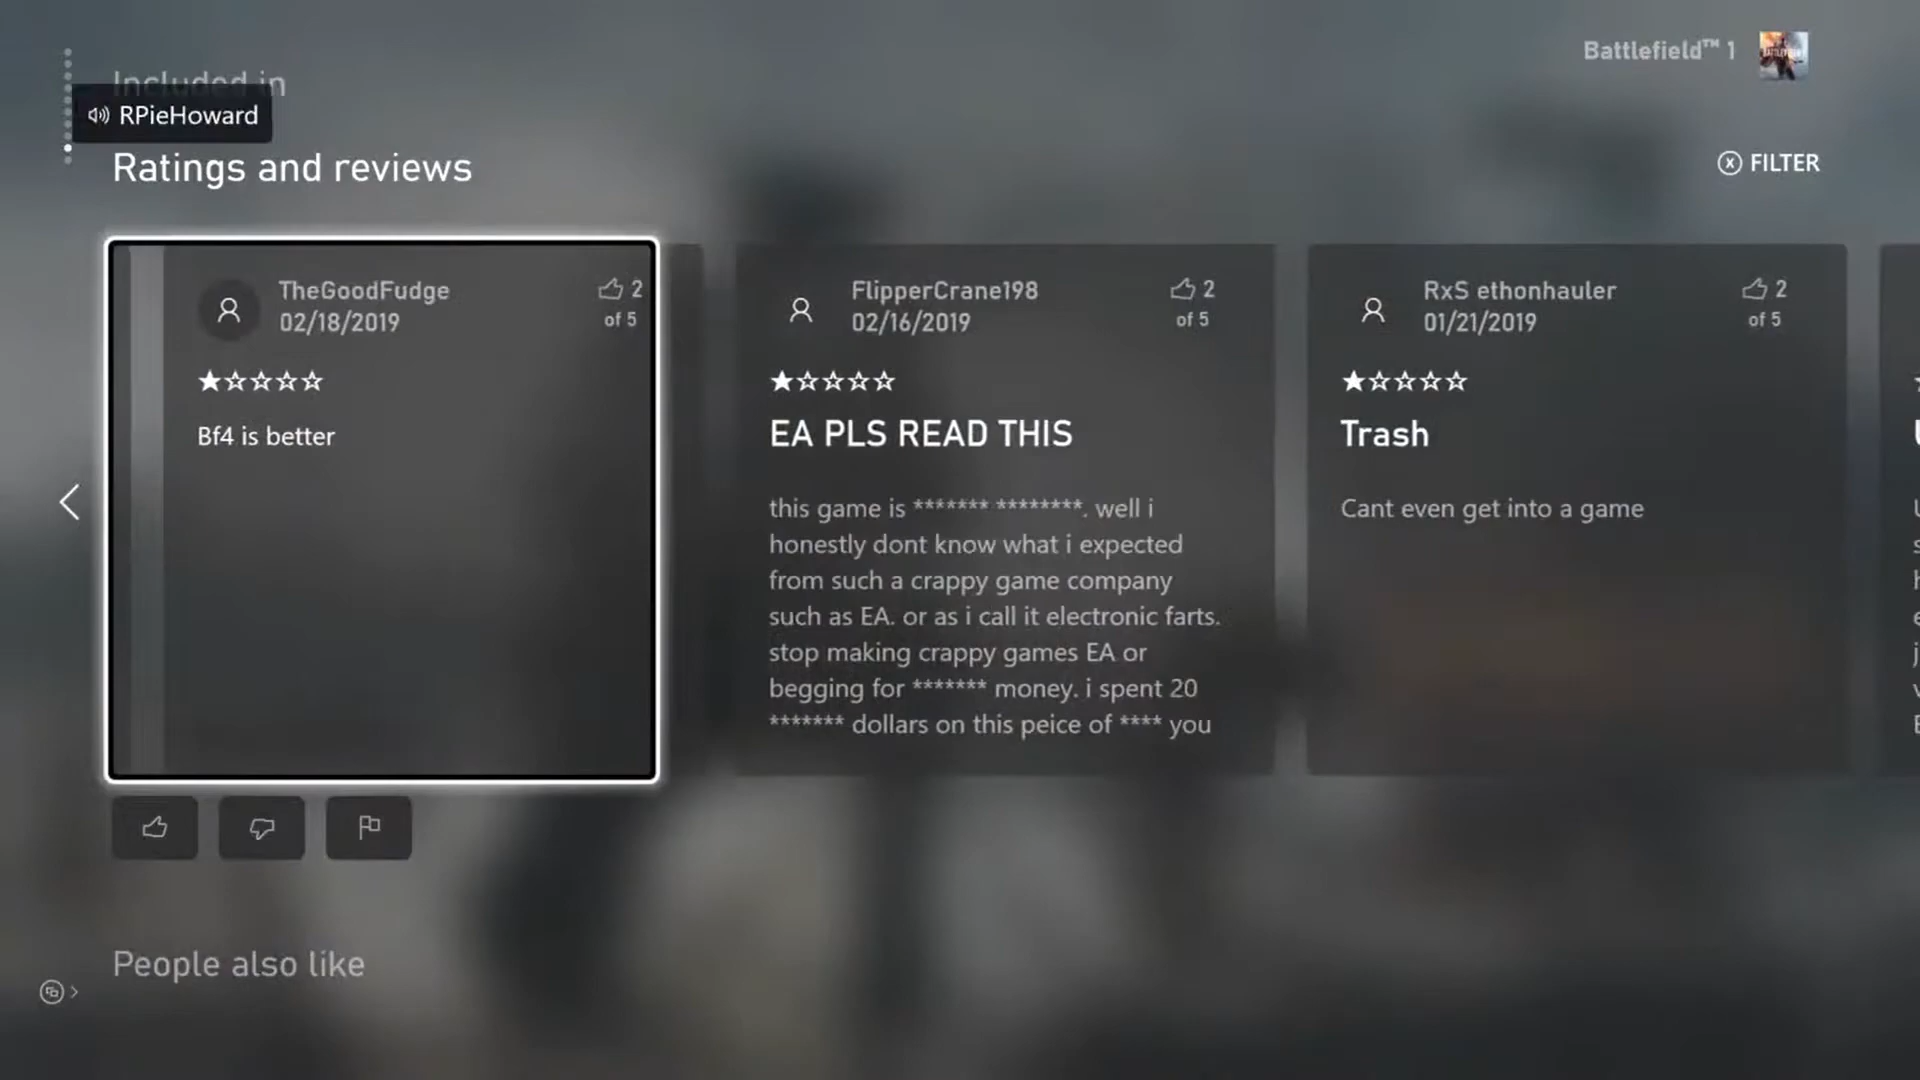 Battlefield™ 1
Included in
RPieHoward
Ratings and reviews
FILTER
TheGoodFudge
02/18/2019
2
of 5
Bf4 is better
FlipperCrane198
02/16/2019
2
of 5
EA PLS READ THIS
this game is ******* ********. well i
honestly dont know what i expected
from such a crappy game company
such as EA. or as i call it electronic farts.
stop making crappy games EA or
begging for ******* money. i spent 20
******* dollars on this peice of **** you
RxS ethonhauler
01/21/2019
2
of 5
Trash
Cant even get into a game
People also like